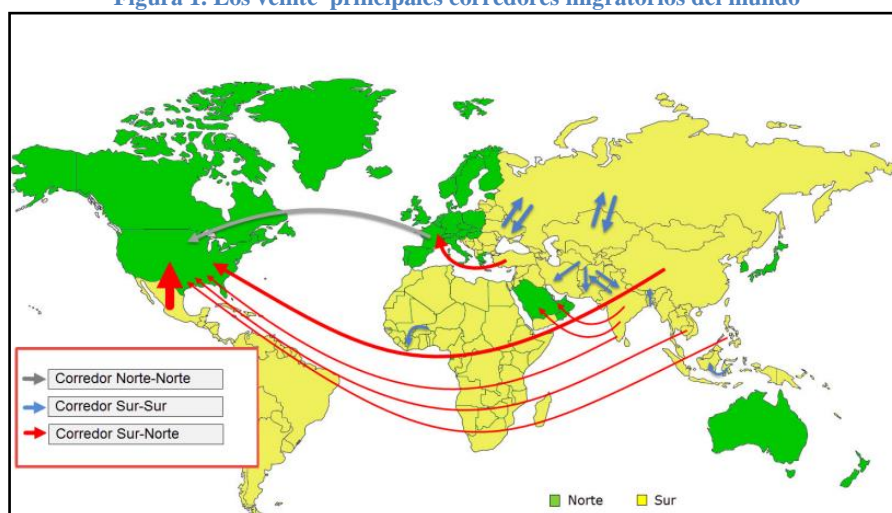 Figura 1. Los veinte principales corredores migratorios del mundo
Corredor Norte-Norte
Corredor Sur-Sur
Corredor Sur-Norte
Norte
Sur